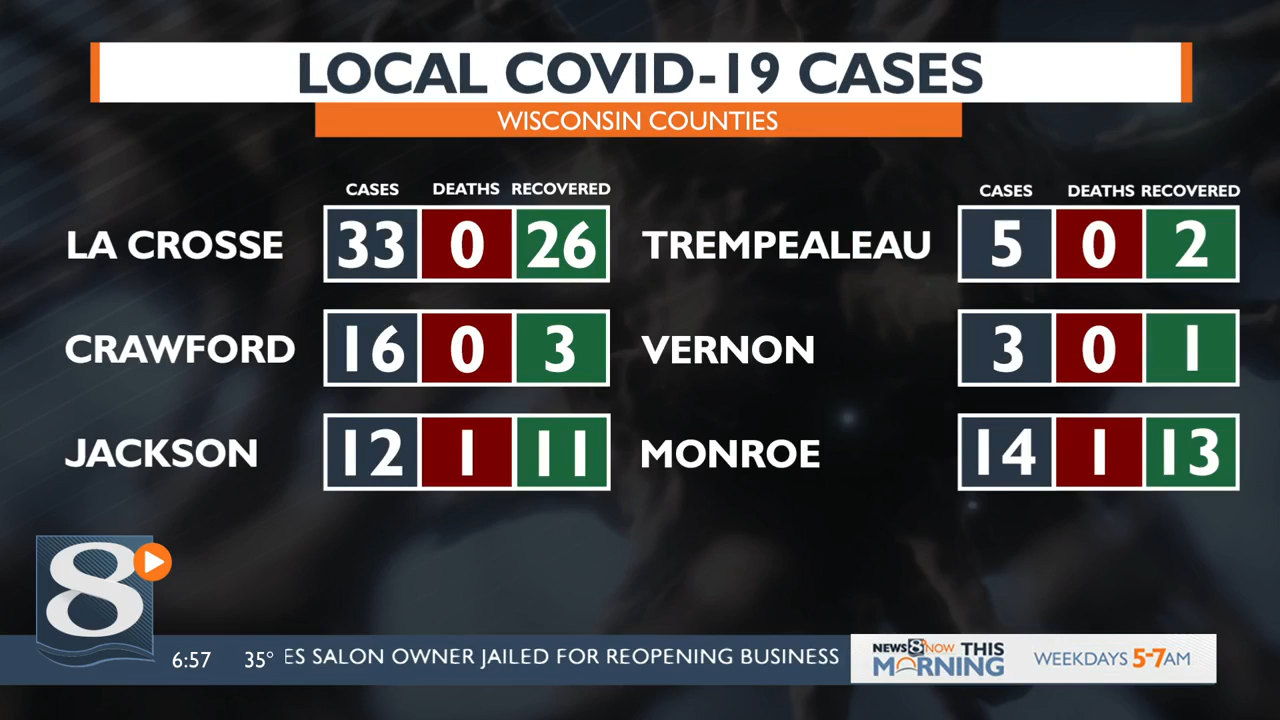 LOCAL COVID-19 CASES
WISCONSIN COUNTIES
CASES DEATHS RECOVERED
LA CROSSE 33 0 26
CRAWFORD 16 0 3
JACKSON 12 1 11
CASES DEATHS RECOVERED
TREMPEALEAU 5 0 2
VERNON 3 0 1
MONROE 14 1 13
8
6:57 35° ES SALON OWNER JAILED FOR REOPENING BUSINESS
NEWS 8 NOW THIS
MORNING
WEEKDAYS 5-7AM